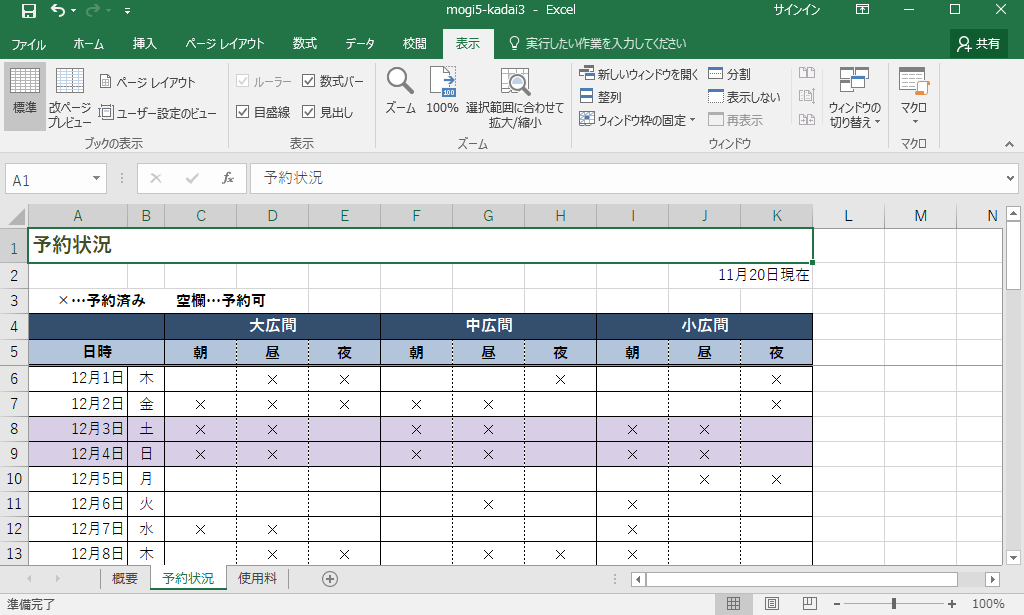 mogi5-kadai3 - Excel サインイン
ファイル ホーム 挿入 ページ レイアウト 数式 データ 校閲 表示 実行したい作業を入力してください 共有
標準 改ページ プレビュー ページ レイアウト ユーザー設定のビュー
ブックの表示
ルーラー 数式バー
目盛線 見出し
表示
ズーム 100% 選択範囲に合わせて 拡大/縮小
ズーム
新しいウィンドウを開く 分割
整列 表示しない
ウィンドウ枠の固定 再表示
ウィンドウの 切り替え
ウィンドウ
マクロ
マクロ
A1 fx 予約状況
A B C D E F G H I J K L M N
1 予約状況
2 11月20日現在
3 ×…予約済み 空欄…予約可
4 大広間 中広間 小広間
5 日時 朝 昼 夜 朝 昼 夜 朝 昼 夜
6 12月1日 木 × × × ×
7 12月2日 金 × × × × × ×
8 12月3日 土 × × × × × ×
9 12月4日 日 × × × × × ×
10 12月5日 月 × ×
11 12月6日 火 × ×
12 12月7日 水 × × ×
13 12月8日 木 × × × × ×
概要 予約状況 使用料
準備完了 100%